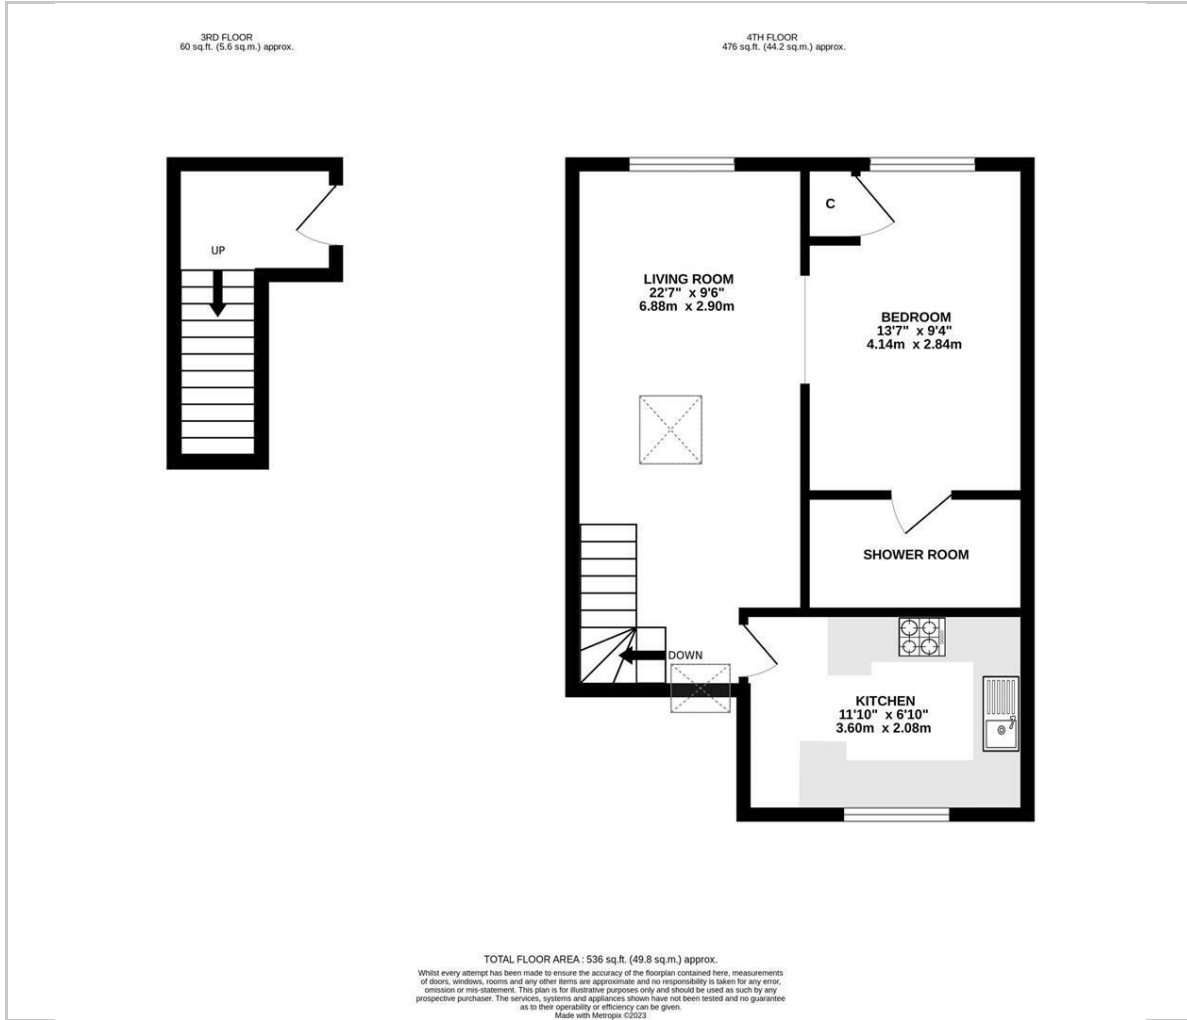 3RD FLOOR
60 sq.ft. (5.6 sq.m.) approx.
4TH FLOOR
476 sq.ft. (44.2 sq.m.) approx.
UP
C
LIVING ROOM
22'7" x 9'6"
6.88m x 2.90m
BEDROOM
13'7" x 9'4"
4.14m x 2.84m
SHOWER ROOM
DOWN
KITCHEN
11'10" x 6'10"
3.60m x 2.08m
TOTAL FLOOR AREA : 536 sq.ft. (49.8 sq.m.) approx.
Whilst every attempt has been made to ensure the accuracy of the floorplan contained here, measurements
of doors, windows, rooms and any other items are approximate and no responsibility is taken for any error,
omission or mis-statement. This plan is for illustrative purposes only and should be used as such by any
prospective purchaser. The services, systems and appliances shown have not been tested and no guarantee
as to their operability or efficiency can be given.
Made with Metropix ©2023